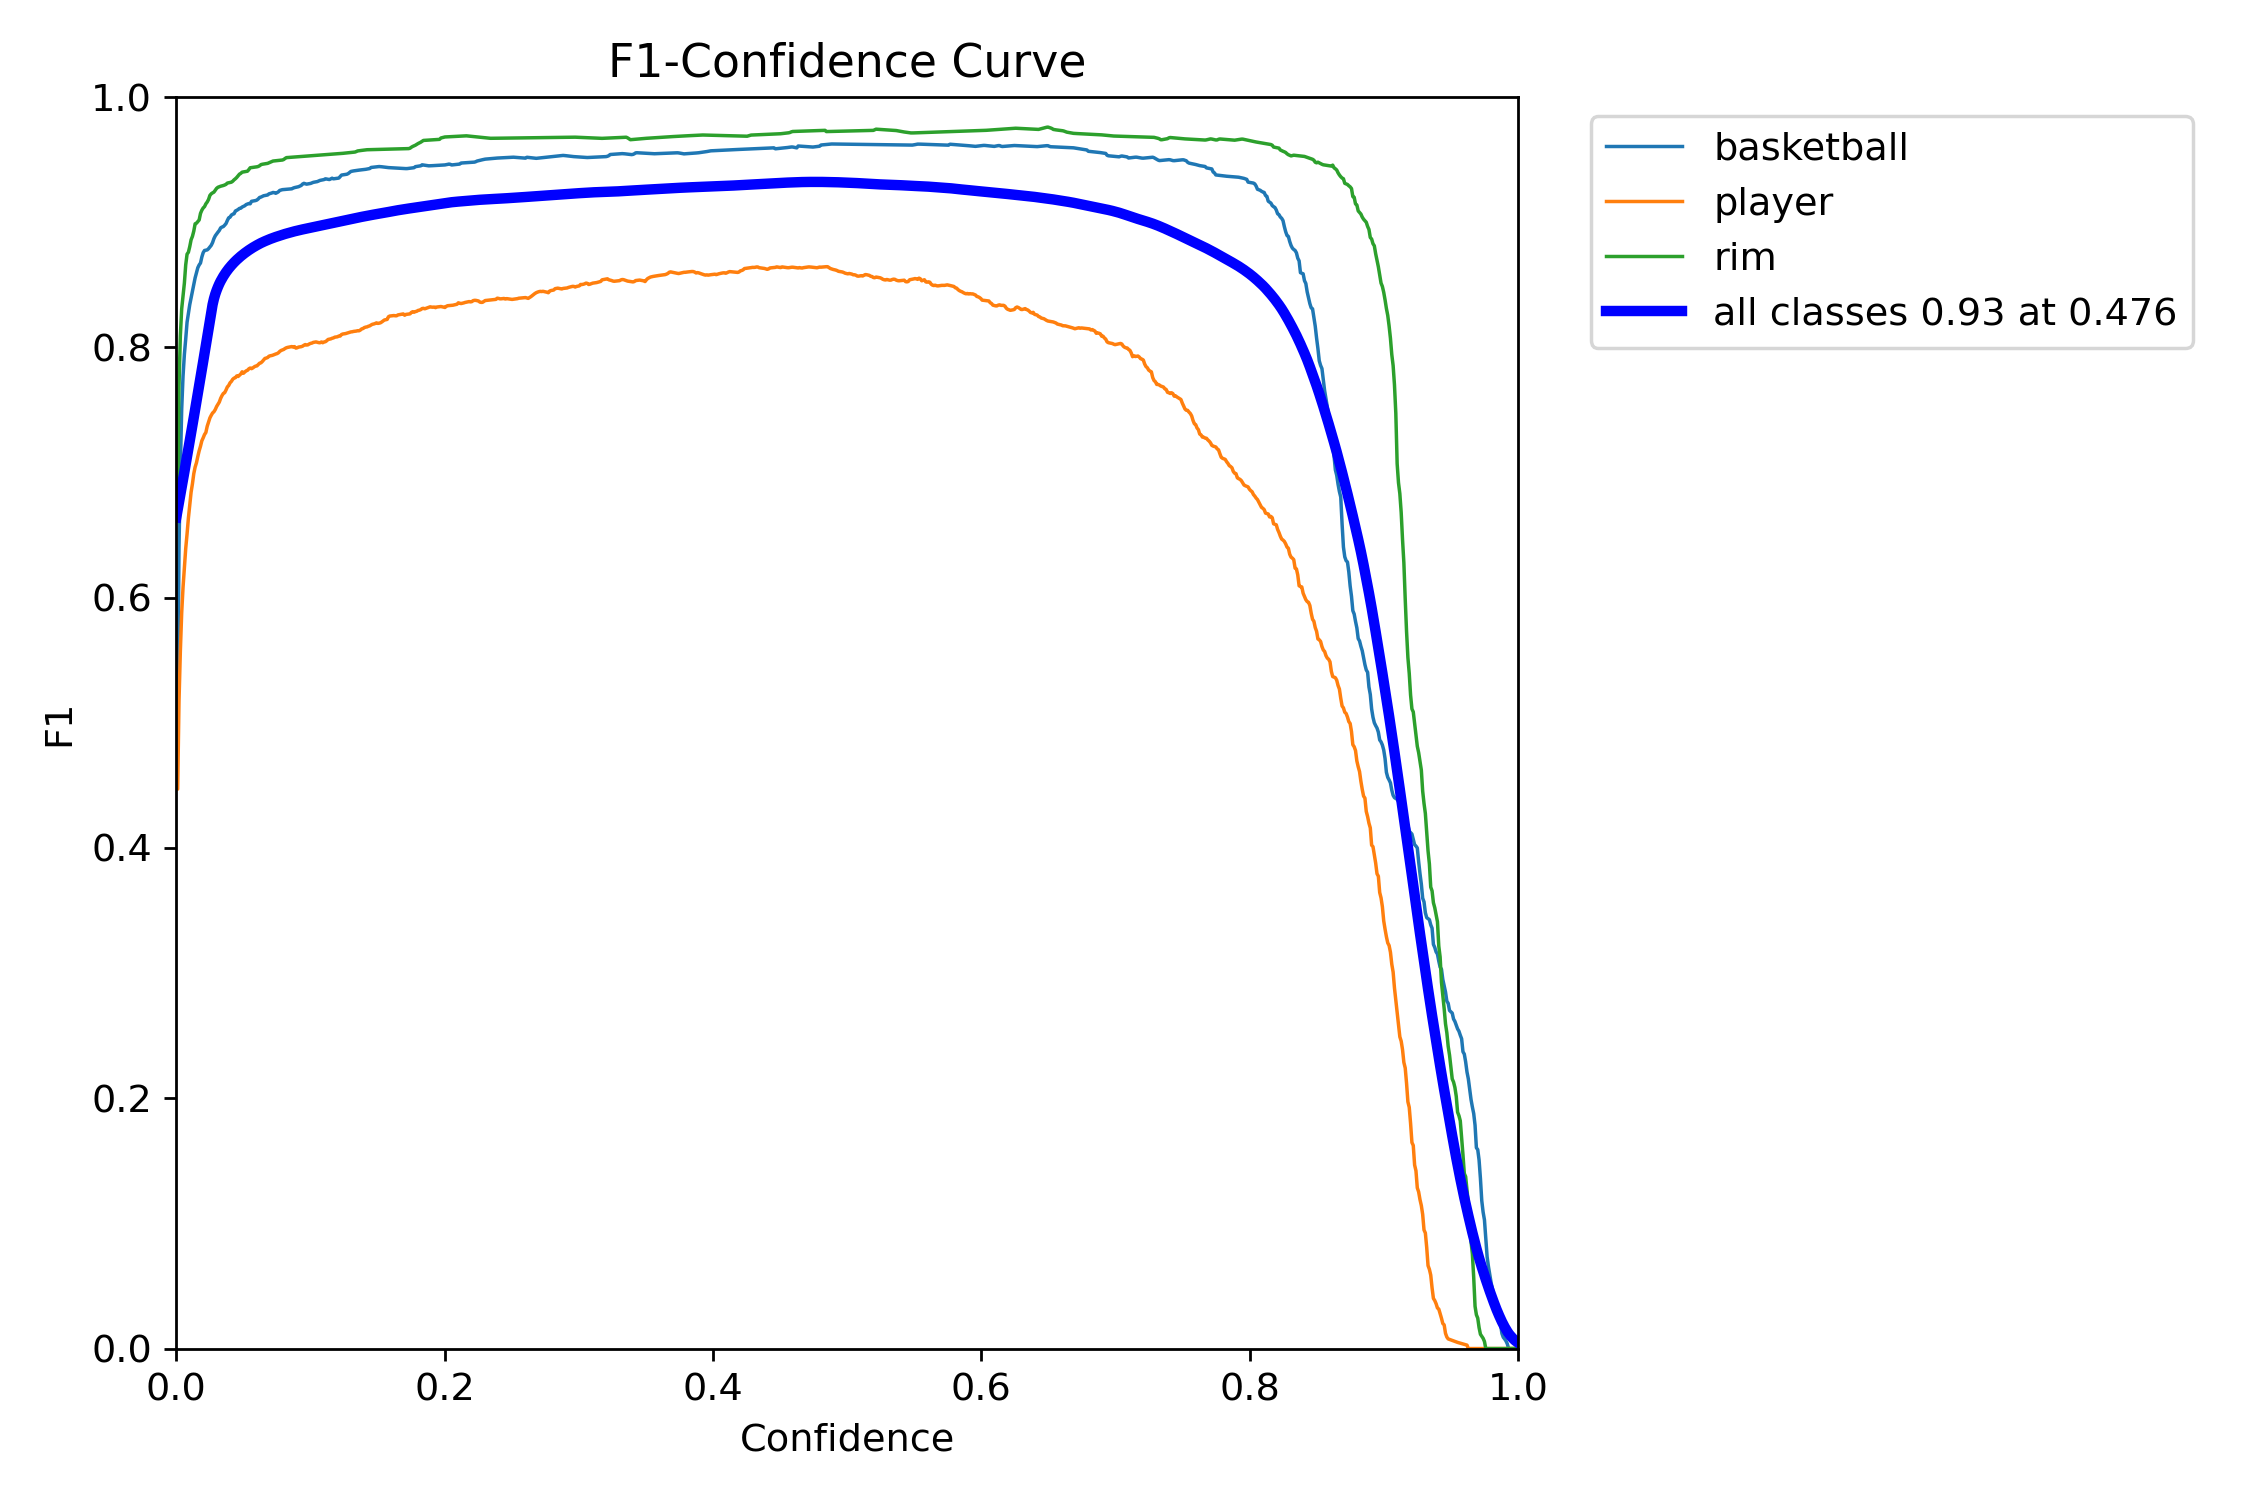 F1-Confidence Curve
1.0
0.8
0.6
0.4
0.2
0.0
F1
0.0 0.2 0.4 0.6 0.8 1.0
Confidence
basketball
player
rim
all classes 0.93 at 0.476